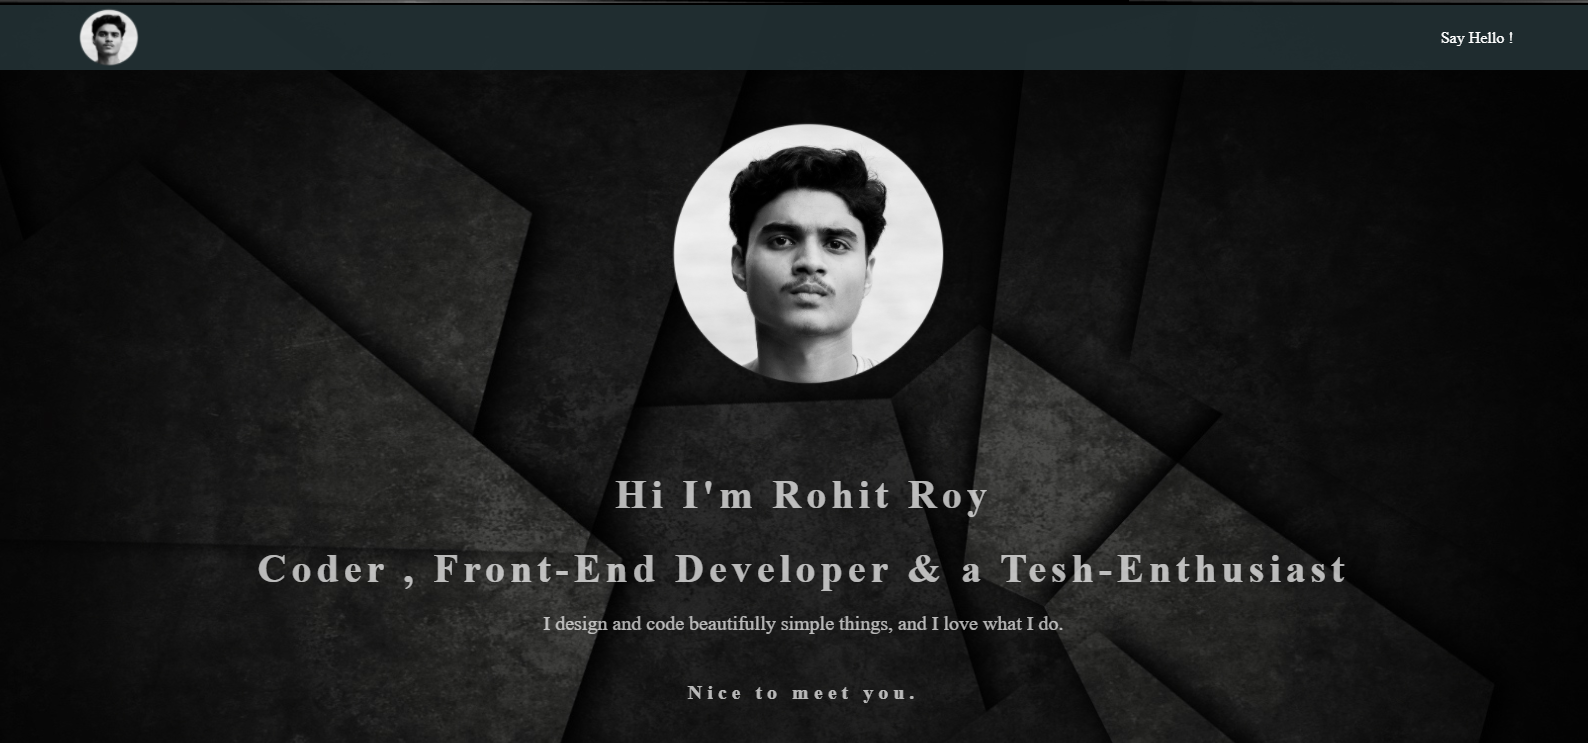 Say Hello !
Hi I'm Rohit Roy
Coder , Front-End Developer & a Tesh-Enthusiast
I design and code beautifully simple things, and I love what I do.
Nice to meet you.